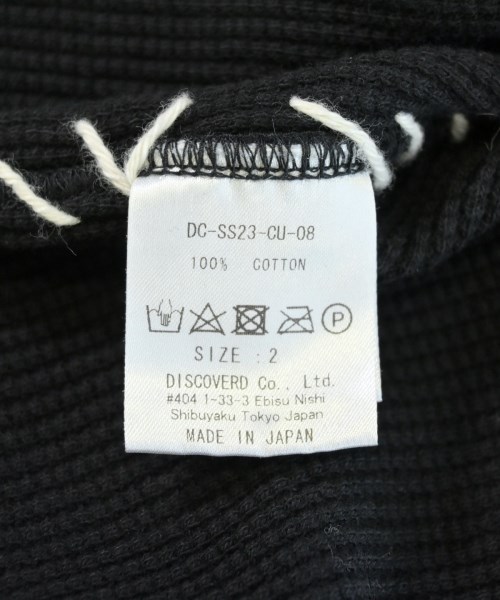 DC-SS23-CU-08
100% COTTON
P
SIZE : 2
DISCOVERD Co., Ltd.
#404 1-33-3 Ebisu Nishi
Shibuyaku Tokyo Japan
MADE IN JAPAN